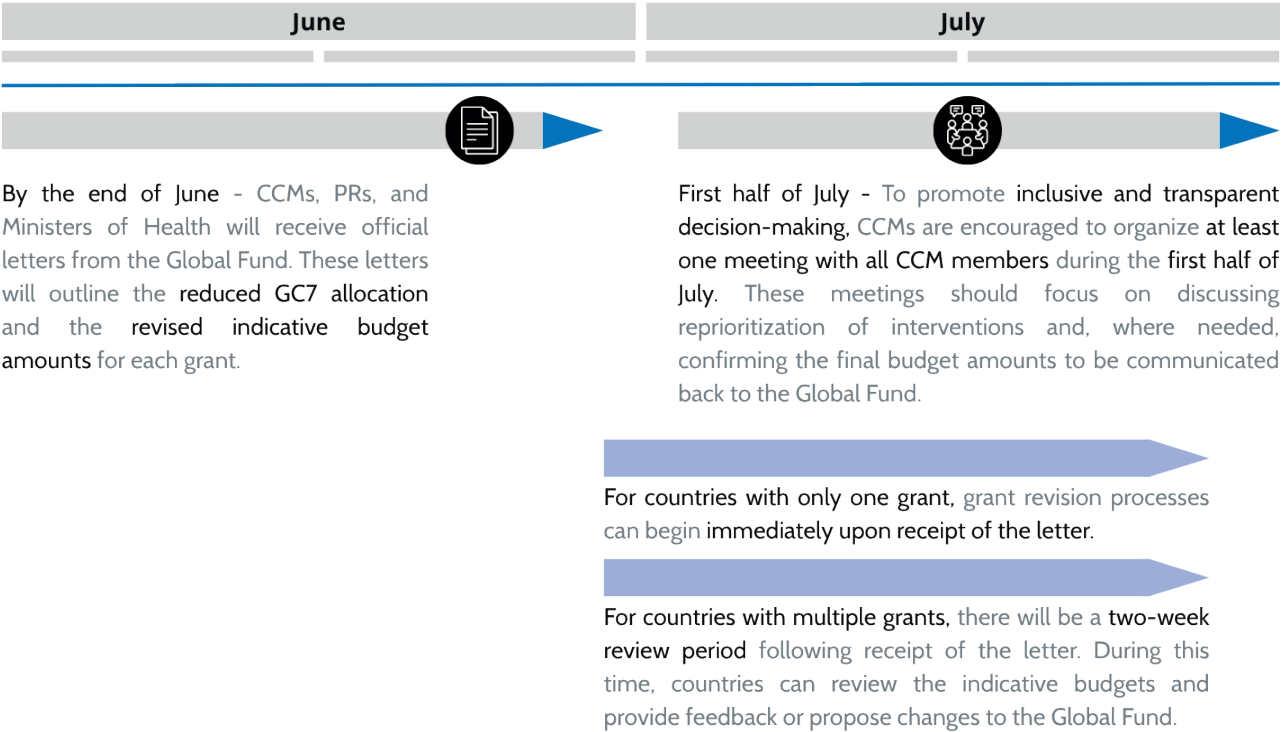 June
July
By the end of June - CCMs, PRs, and
Ministers of Health will receive official
letters from the Global Fund. These letters
will outline the reduced GC7 allocation
and the revised indicative budget
amounts for each grant.
First half of July - To promote inclusive and transparent
decision-making, CCMs are encouraged to organize at least
one meeting with all CCM members during the first half of
July. These meetings should focus on discussing
reprioritization of interventions and, where needed,
confirming the final budget amounts to be communicated
back to the Global Fund.
For countries with only one grant, grant revision processes
can begin immediately upon receipt of the letter.
For countries with multiple grants, there will be a two-week
review period following receipt of the letter. During this
time, countries can review the indicative budgets and
provide feedback or propose changes to the Global Fund.